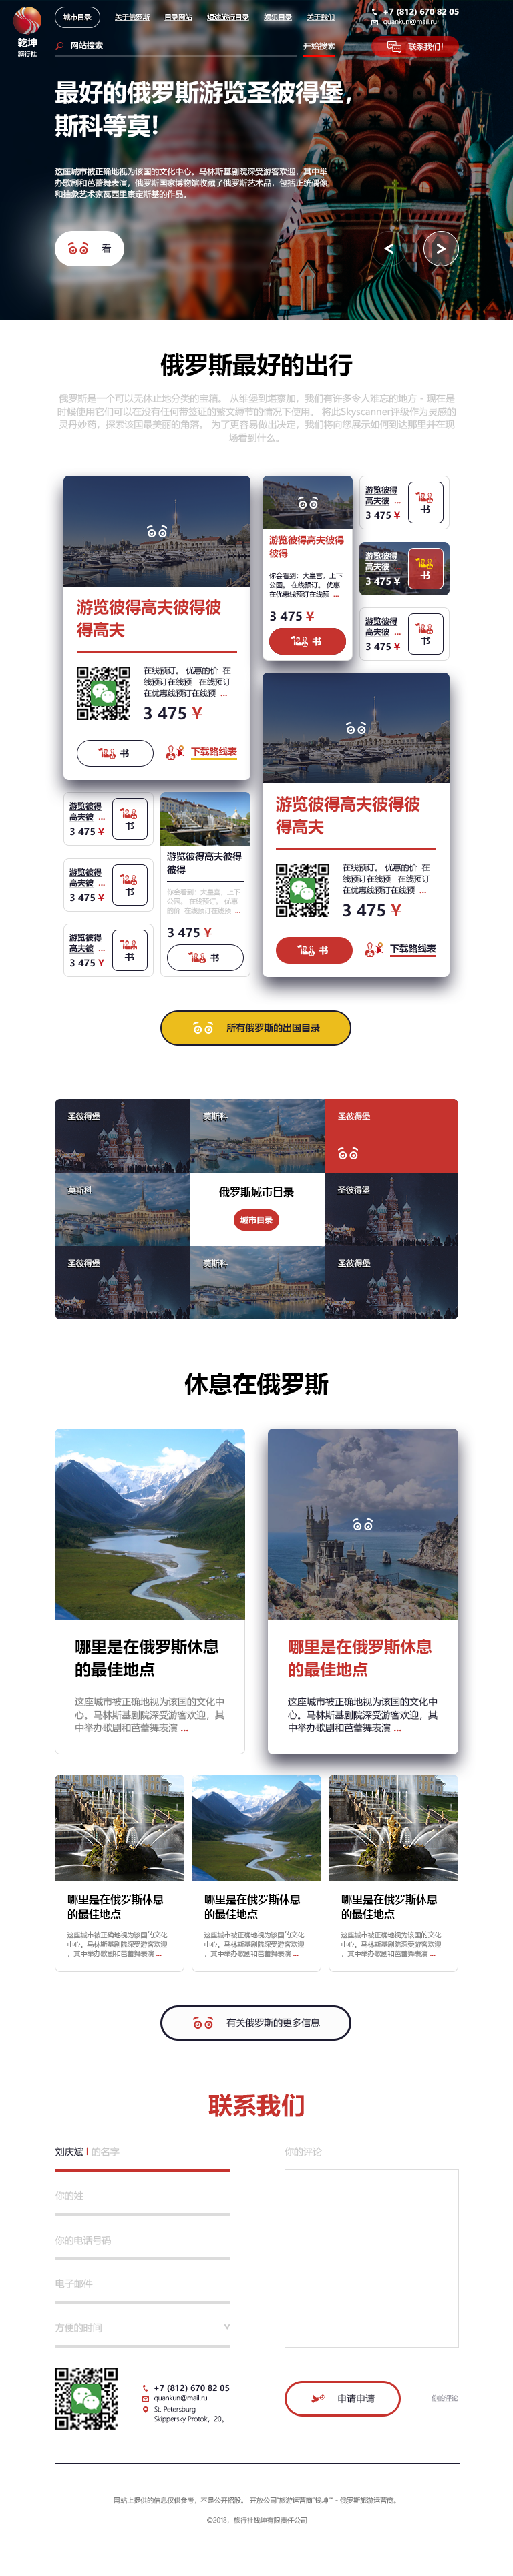 乾坤
旅行社
城市目录
关于俄罗斯
目录网站
短途旅行目录
娱乐目录
关于我们
+7 (812) 670 82 05
quankun@mail.ru
网站搜索
开始搜索
联系我们!
最好的俄罗斯游览圣彼得堡，
斯科等莫!
这座城市被正确地视为该国的文化中心。马林斯基剧院深受游客欢迎，其中举
办歌剧和芭蕾舞表演，俄罗斯国家博物馆收藏了俄罗斯艺术品，包括正统偶像
和抽象艺术家瓦西里康定斯基的作品。
看
俄罗斯最好的出行
俄罗斯是一个可以无休止地分类的宝箱。 从维堡到堪察加，我们有许多令人难忘的地方 - 现在是
时候使用它们可以在没有任何带签证的繁文缛节的情况下使用。 将此Skyscanner评级作为灵感的
灵丹妙药，探索该国最美丽的角落。 为了更容易做出决定，我们将向您展示如何到达那里并在现
场看到什么。
游览彼得高夫彼得彼
得高夫
在线预订。 优惠的价 在
线预订在线预 在线预订
在优惠线预订在线预 ...
3 475 ¥
书
下载路线表
游览彼得高夫彼得
彼得
你会看到：大皇宫，上下
公园。 在线预订。 优惠
在优惠线预订在线预 ...
3 475 ¥
书
游览彼得
高夫彼 ...
3 475 ¥
书
游览彼得
高夫彼
3 475 ¥
书
游览彼得
高夫彼 ...
3 475 ¥
书
游览彼得高夫彼得彼
得高夫
在线预订。 优惠的价 在
线预订在线预 在线预订
在优惠线预订在线预 ...
3 475 ¥
书
下载路线表
游览彼得
高夫彼 ...
3 475 ¥
书
游览彼得
高夫彼 ...
3 475 ¥
书
游览彼得
高夫彼 ...
3 475 ¥
书
游览彼得高夫彼得
彼得
你会看到：大皇宫，上下
公园。 在线预订。 优惠
的价 在线预订在线预 ...
3 475 ¥
书
所有俄罗斯的出国目录
圣彼得堡
莫斯科
圣彼得堡
莫斯科
俄罗斯城市目录
城市目录
圣彼得堡
圣彼得堡
莫斯科
圣彼得堡
休息在俄罗斯
哪里是在俄罗斯休息
的最佳地点
这座城市被正确地视为该国的文化中
心。马林斯基剧院深受游客欢迎，其
中举办歌剧和芭蕾舞表演 ...
哪里是在俄罗斯休息
的最佳地点
这座城市被正确地视为该国的文化中
心。马林斯基剧院深受游客欢迎，其
中举办歌剧和芭蕾舞表演 ...
哪里是在俄罗斯休息
的最佳地点
这座城市被正确地视为该国的文化
中心。马林斯基剧院深受游客欢迎
，其中举办歌剧和芭蕾舞表演 ...
哪里是在俄罗斯休息
的最佳地点
这座城市被正确地视为该国的文化
中心。马林斯基剧院深受游客欢迎
，其中举办歌剧和芭蕾舞表演 ...
哪里是在俄罗斯休息
的最佳地点
这座城市被正确地视为该国的文化
中心。马林斯基剧院深受游客欢迎
，其中举办歌剧和芭蕾舞表演 ...
有关俄罗斯的更多信息
联系我们
刘庆斌 | 的名字
你的姓
你的电话号码
电子邮件
方便的时间
你的评论
+7 (812) 670 82 05
quankun@mail.ru
St. Petersburg
Skippersky Protok，20。
申请申请
你的评论
网站上提供的信息仅供参考，不是公开招股。 开放公司"旅游运营商"栈坤"" - 俄罗斯旅游运营商。
©2018，旅行社栈坤有限责任公司